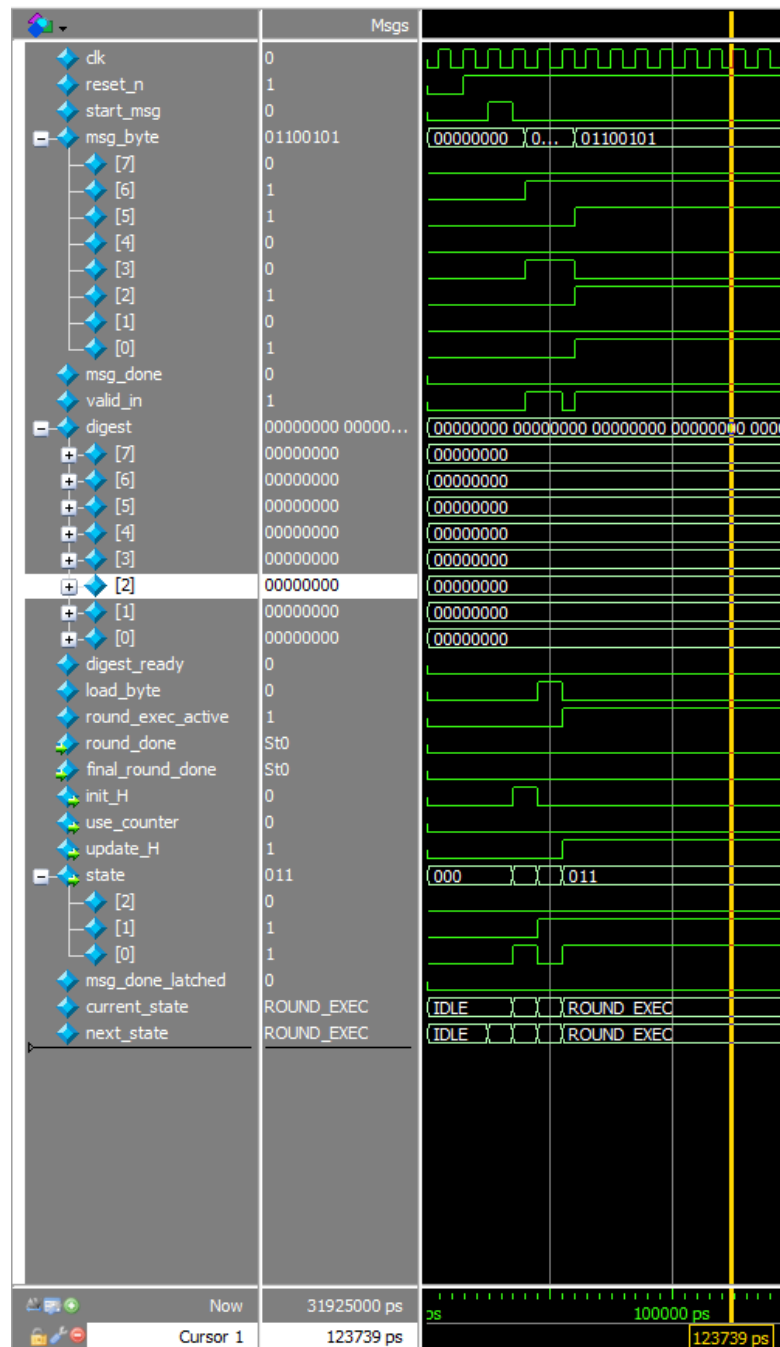 Msgs
clk 0
reset_n 1
start_msg 0
msg_byte 01100101 00000000 0... 01100101
[7] 0
[6] 1
[5] 1
[4] 0
[3] 0
[2] 1
[1] 0
[0] 1
msg_done 0
valid_in 1
digest 00000000 00000... 00000000 00000000 00000000 00000000 000
[7] 00000000 00000000
[6] 00000000 00000000
[5] 00000000 00000000
[4] 00000000 00000000
[3] 00000000 00000000
[2] 00000000 00000000
[1] 00000000 00000000
[0] 00000000 00000000
digest_ready 0
load_byte 0
round_exec_active 1
round_done St0
final_round_done St0
init_H 0
use_counter 0
update_H 1
state 011 000 011
[2] 0
[1] 1
[0] 1
msg_done_latched 0
current_state ROUND_EXEC IDLE ROUND_EXEC
next_state ROUND_EXEC IDLE ROUND_EXEC
Now 31925000 ps ps 100000 ps
Cursor 1 123739 ps 123739 ps